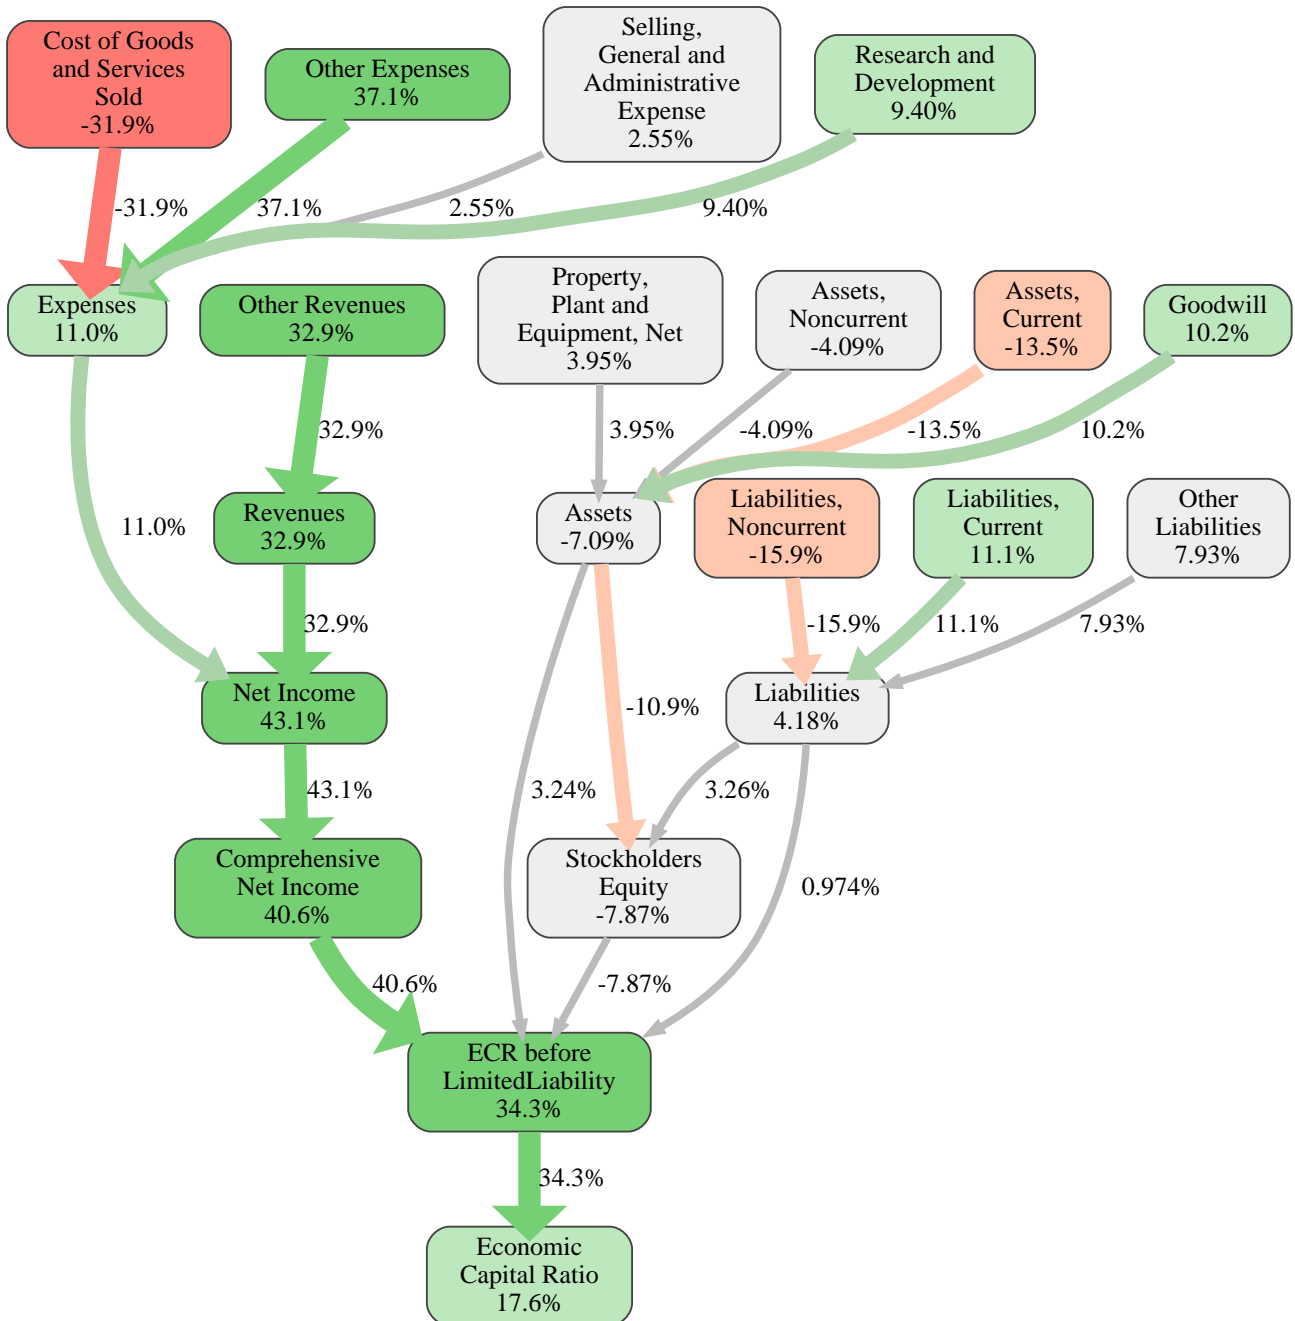 Cost of Goods
and Services
Sold
-31.9%
Other Expenses
37.1%
Selling,
General and
Administrative
Expense
2.55%
Research and
Development
9.40%
-31.9%
37.1%
2.55%
9.40%
Expenses
11.0%
Other Revenues
32.9%
Property,
Plant and
Equipment, Net
3.95%
Assets,
Noncurrent
-4.09%
Assets,
Current
-13.5%
Goodwill
10.2%
32.9%
3.95%
-4.09%
-13.5%
10.2%
11.0%
Revenues
32.9%
Assets
-7.09%
Liabilities,
Noncurrent
-15.9%
Liabilities,
Current
11.1%
Other
Liabilities
7.93%
32.9%
-10.9%
-15.9%
11.1%
7.93%
Net Income
43.1%
Liabilities
4.18%
43.1%
3.24%
3.26%
0.974%
Comprehensive
Net Income
40.6%
Stockholders
Equity
-7.87%
40.6%
-7.87%
ECR before
LimitedLiability
34.3%
34.3%
Economic
Capital Ratio
17.6%